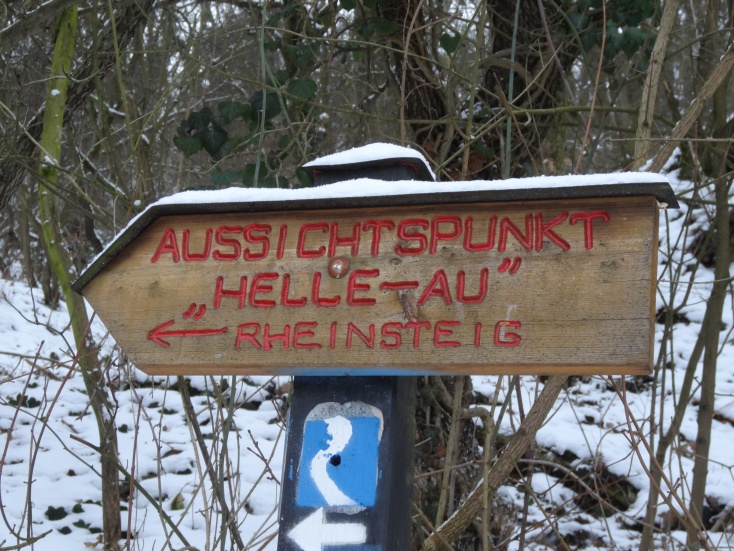 AUSSICHTSPUNKT
„HELLE-AU”
← RHEINSTEIG